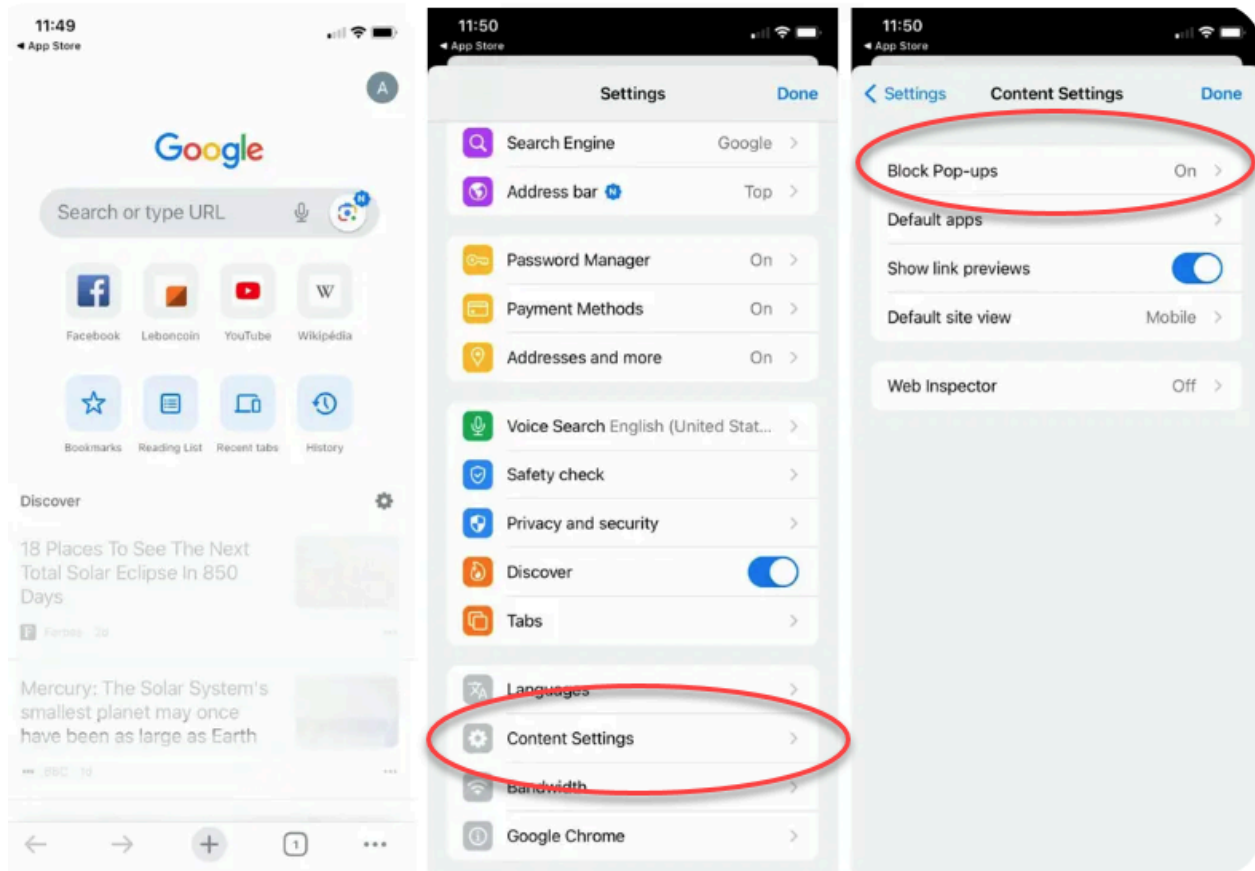 11:49
◀ App Store
A
Google
Search or type URL
Facebook
Leboncoin
YouTube
W
Wikipédia
Bookmarks
Reading List
Recent tabs
History
Discover
18 Places To See The Next
Total Solar Eclipse In 850
Days
F Forbes 2d
Mercury: The Solar System's
smallest planet may once
have been as large as Earth
BBC 1d
1
11:50
◀ App Store
Settings
Done
Search Engine Google
Address bar N Top
Password Manager On
Payment Methods On
Addresses and more On
Voice Search English (United Stat...
Safety check
Privacy and security
Discover
Tabs
Languages
Content Settings
Bandwidth
Google Chrome
11:50
◀ App Store
Settings
Content Settings
Done
Block Pop-ups On
Default apps
Show link previews
Default site view Mobile
Web Inspector Off